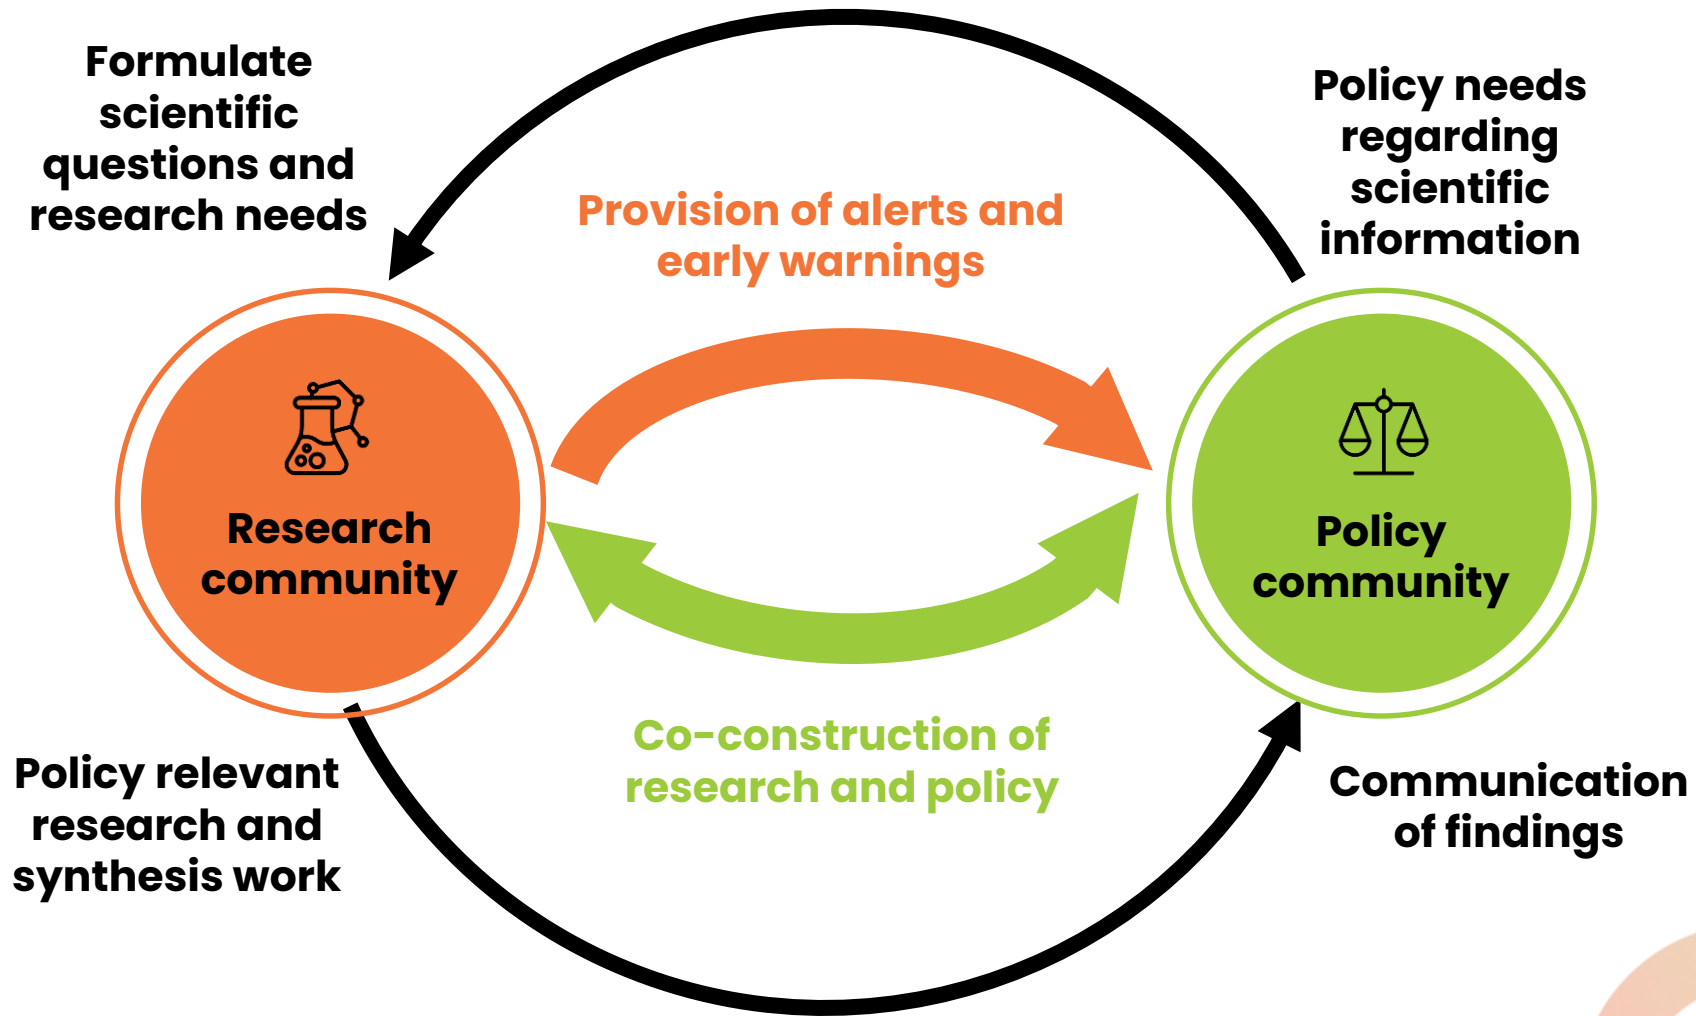 Formulate
scientific
questions and
research needs
Policy needs
regarding
scientific
information
Provision of alerts and
early warnings
Research
community
Policy
community
Co-construction of
research and policy
Policy relevant
research and
synthesis work
Communication
of findings